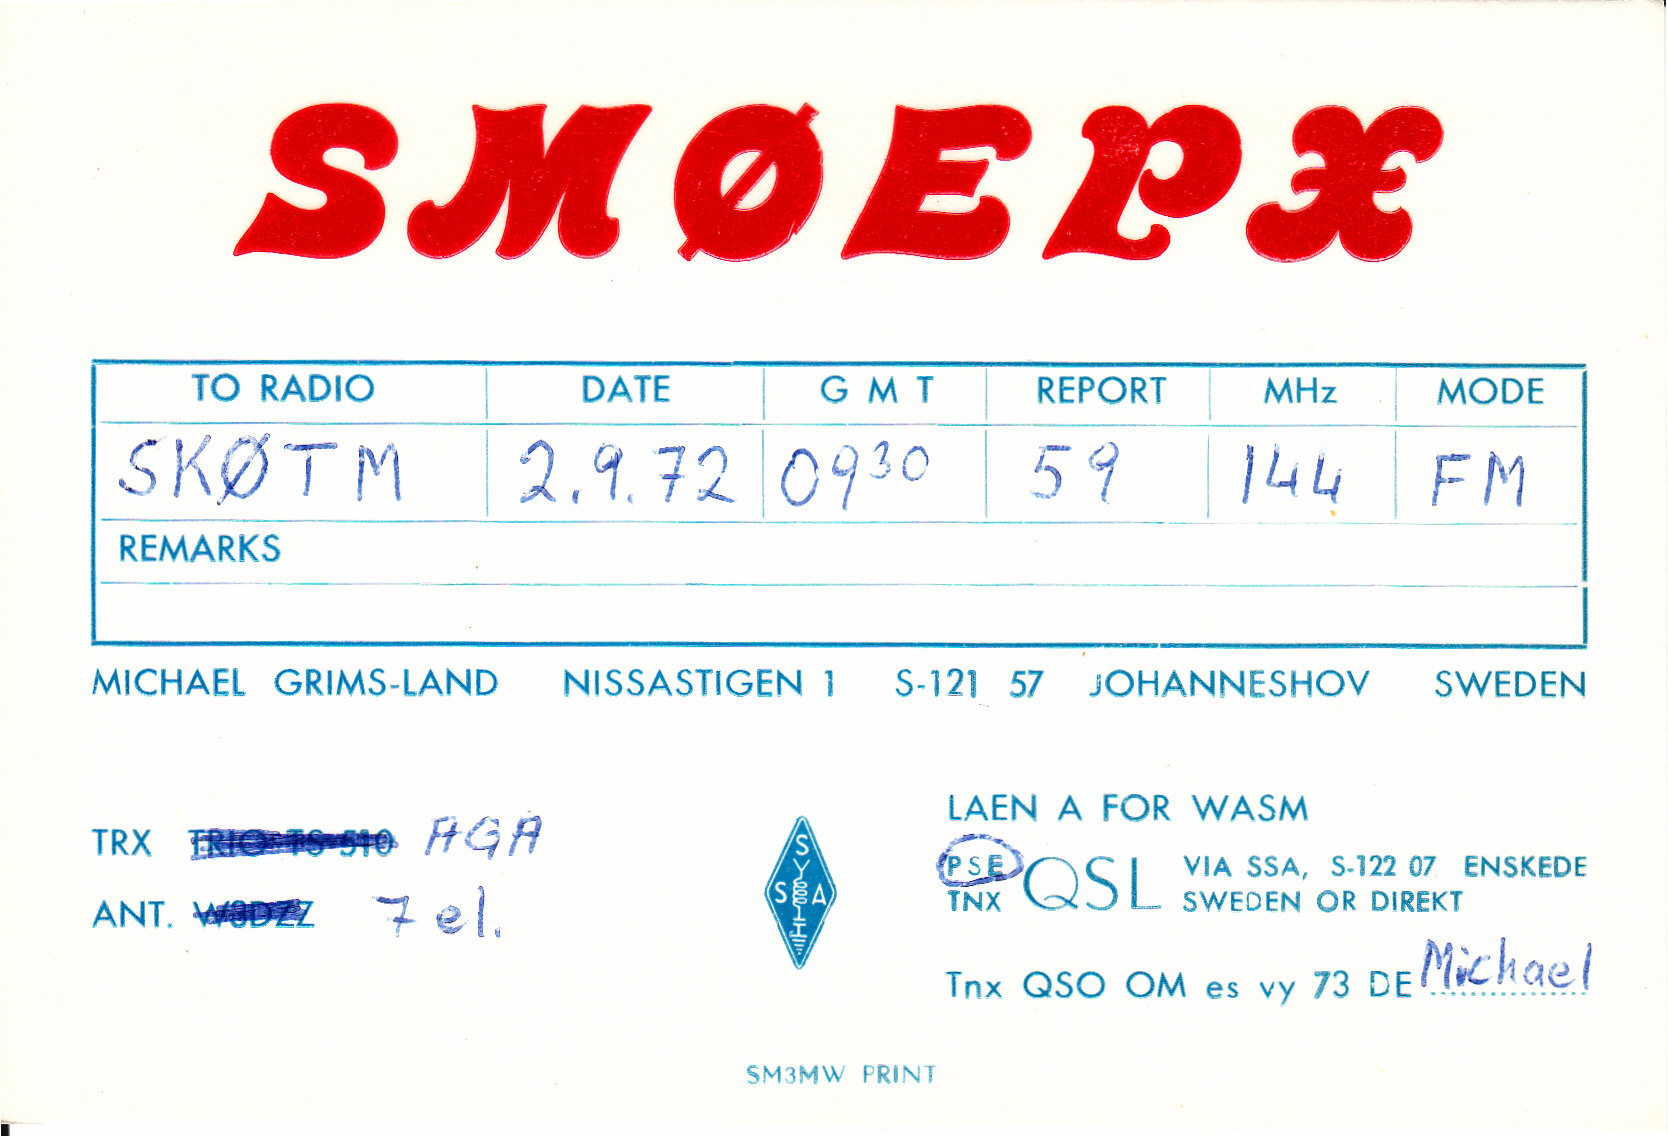 SMØEPX
TO RADIO DATE GMT REPORT MHz MODE
SKØTM 2.9.72 0930 59 144 FM
REMARKS
MICHAEL GRIMS-LAND NISSASTIGEN 1 S-121 57 JOHANNESHOV SWEDEN
LAEN A FOR WASM
TRX TRIO TS-510 AGA
PSE QSL VIA SSA, S-122 07 ENSKEDE
TNX SWEDEN OR DIREKT
ANT. W3DZZ 7 el.
SSA
Tnx QSO OM es vy 73 DE Michael
SM3MW PRINT